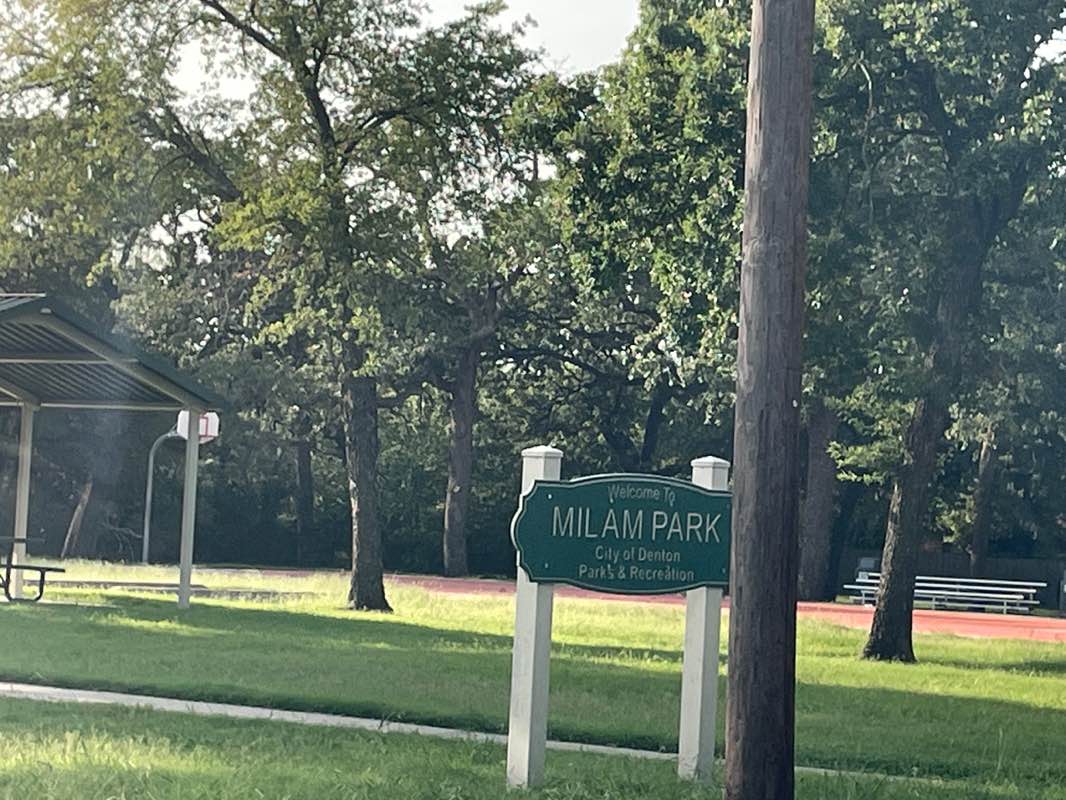 Welcome To
MILAM PARK
City of Denton
Parks & Recreation